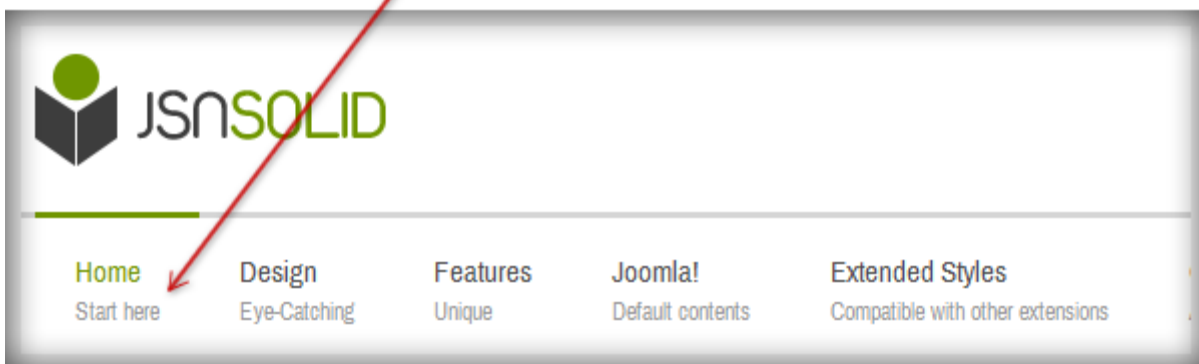 JSNSOLID
Home Design Features Joomla! Extended Styles
Start here Eye-Catching Unique Default contents Compatible with other extensions